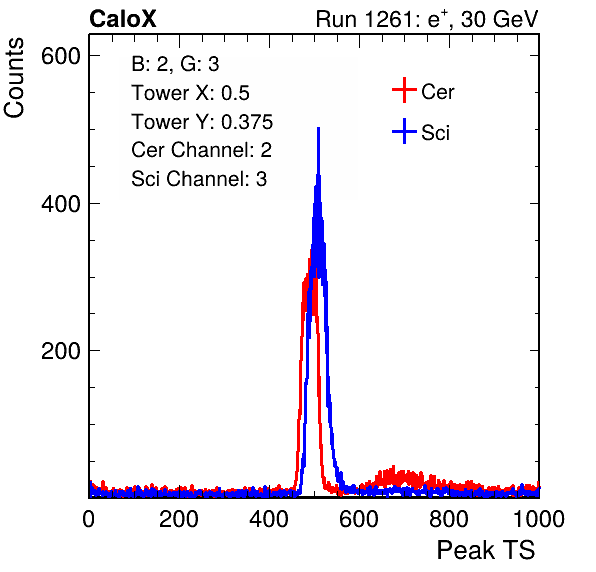 CaloX Run 1261: e⁺, 30 GeV
Counts
600
400
200
B: 2, G: 3
Tower X: 0.5
Tower Y: 0.375
Cer Channel: 2
Sci Channel: 3
Cer
Sci
0 200 400 600 800 1000
Peak TS